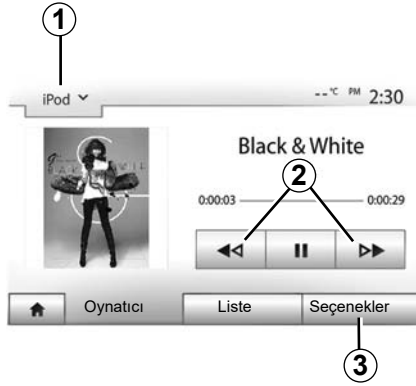 1
iPod
--°C PM 2:30
Black & White
2
0:00:03 0:00:29
Oynatıcı Liste Seçenekler
3